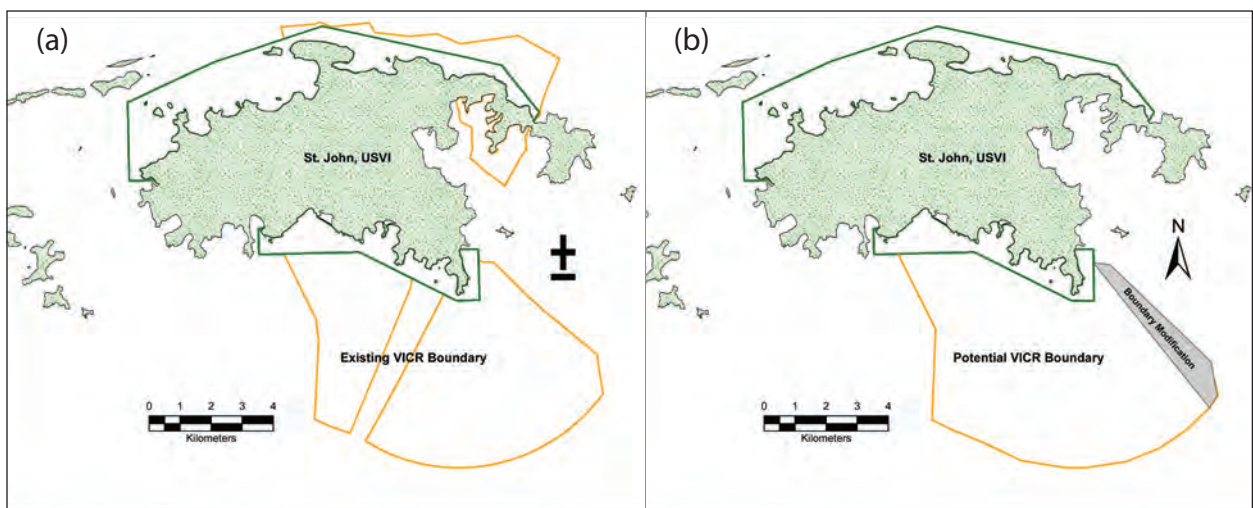 (a)
St. John, USVI
±
Existing VICR Boundary
0 1 2 3 4
Kilometers
(b)
St. John, USVI
N
Boundary Modification
Potential VICR Boundary
0 1 2 3 4
Kilometers